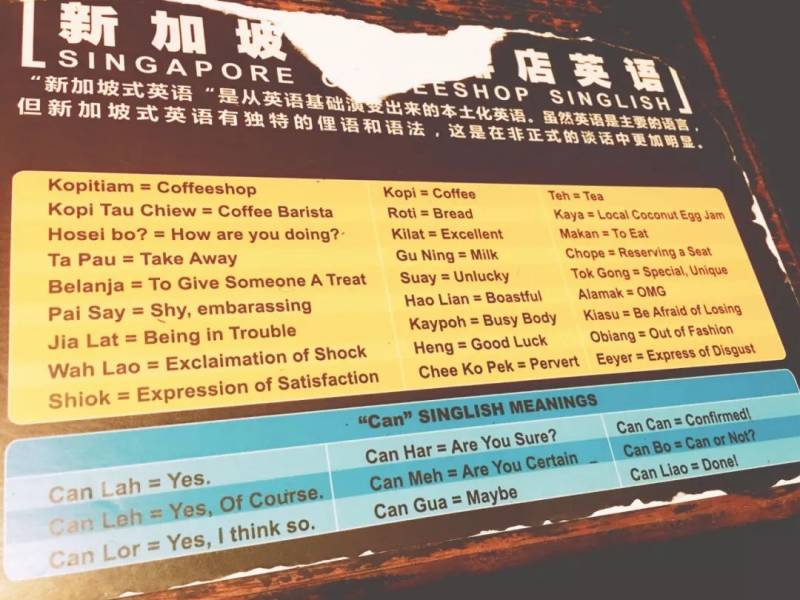 [新加坡 店英语]
SINGAPORE EESHOP SINGLISH
“新加坡式英语 “是从英语基础演变出来的本土化英语。虽然英语是主要的语言，
但新加坡式英语有独特的俚语和语法，这是在非正式的谈话中更加明显。
Kopitiam = Coffeeshop
Kopi Tau Chiew = Coffee Barista
Hosei bo? = How are you doing?
Ta Pau = Take Away
Belanja = To Give Someone A Treat
Pai Say = Shy, embarassing
Jia Lat = Being in Trouble
Wah Lao = Exclaimation of Shock
Shiok = Expression of Satisfaction
Kopi = Coffee
Roti = Bread
Kilat = Excellent
Gu Ning = Milk
Suay = Unlucky
Hao Lian = Boastful
Kaypoh = Busy Body
Heng = Good Luck
Chee Ko Pek = Pervert
Teh = Tea
Kaya = Local Coconut Egg Jam
Makan = To Eat
Chope = Reserving a Seat
Tok Gong = Special, Unique
Alamak = OMG
Kiasu = Be Afraid of Losing
Obiang = Out of Fashion
Eeyer = Express of Disgust
“Can” SINGLISH MEANINGS
Can Lah = Yes.
Can Leh = Yes, Of Course.
Can Lor = Yes, I think so.
Can Har = Are You Sure?
Can Meh = Are You Certain
Can Gua = Maybe
Can Can = Confirmed!
Can Bo = Can or Not?
Can Liao = Done!